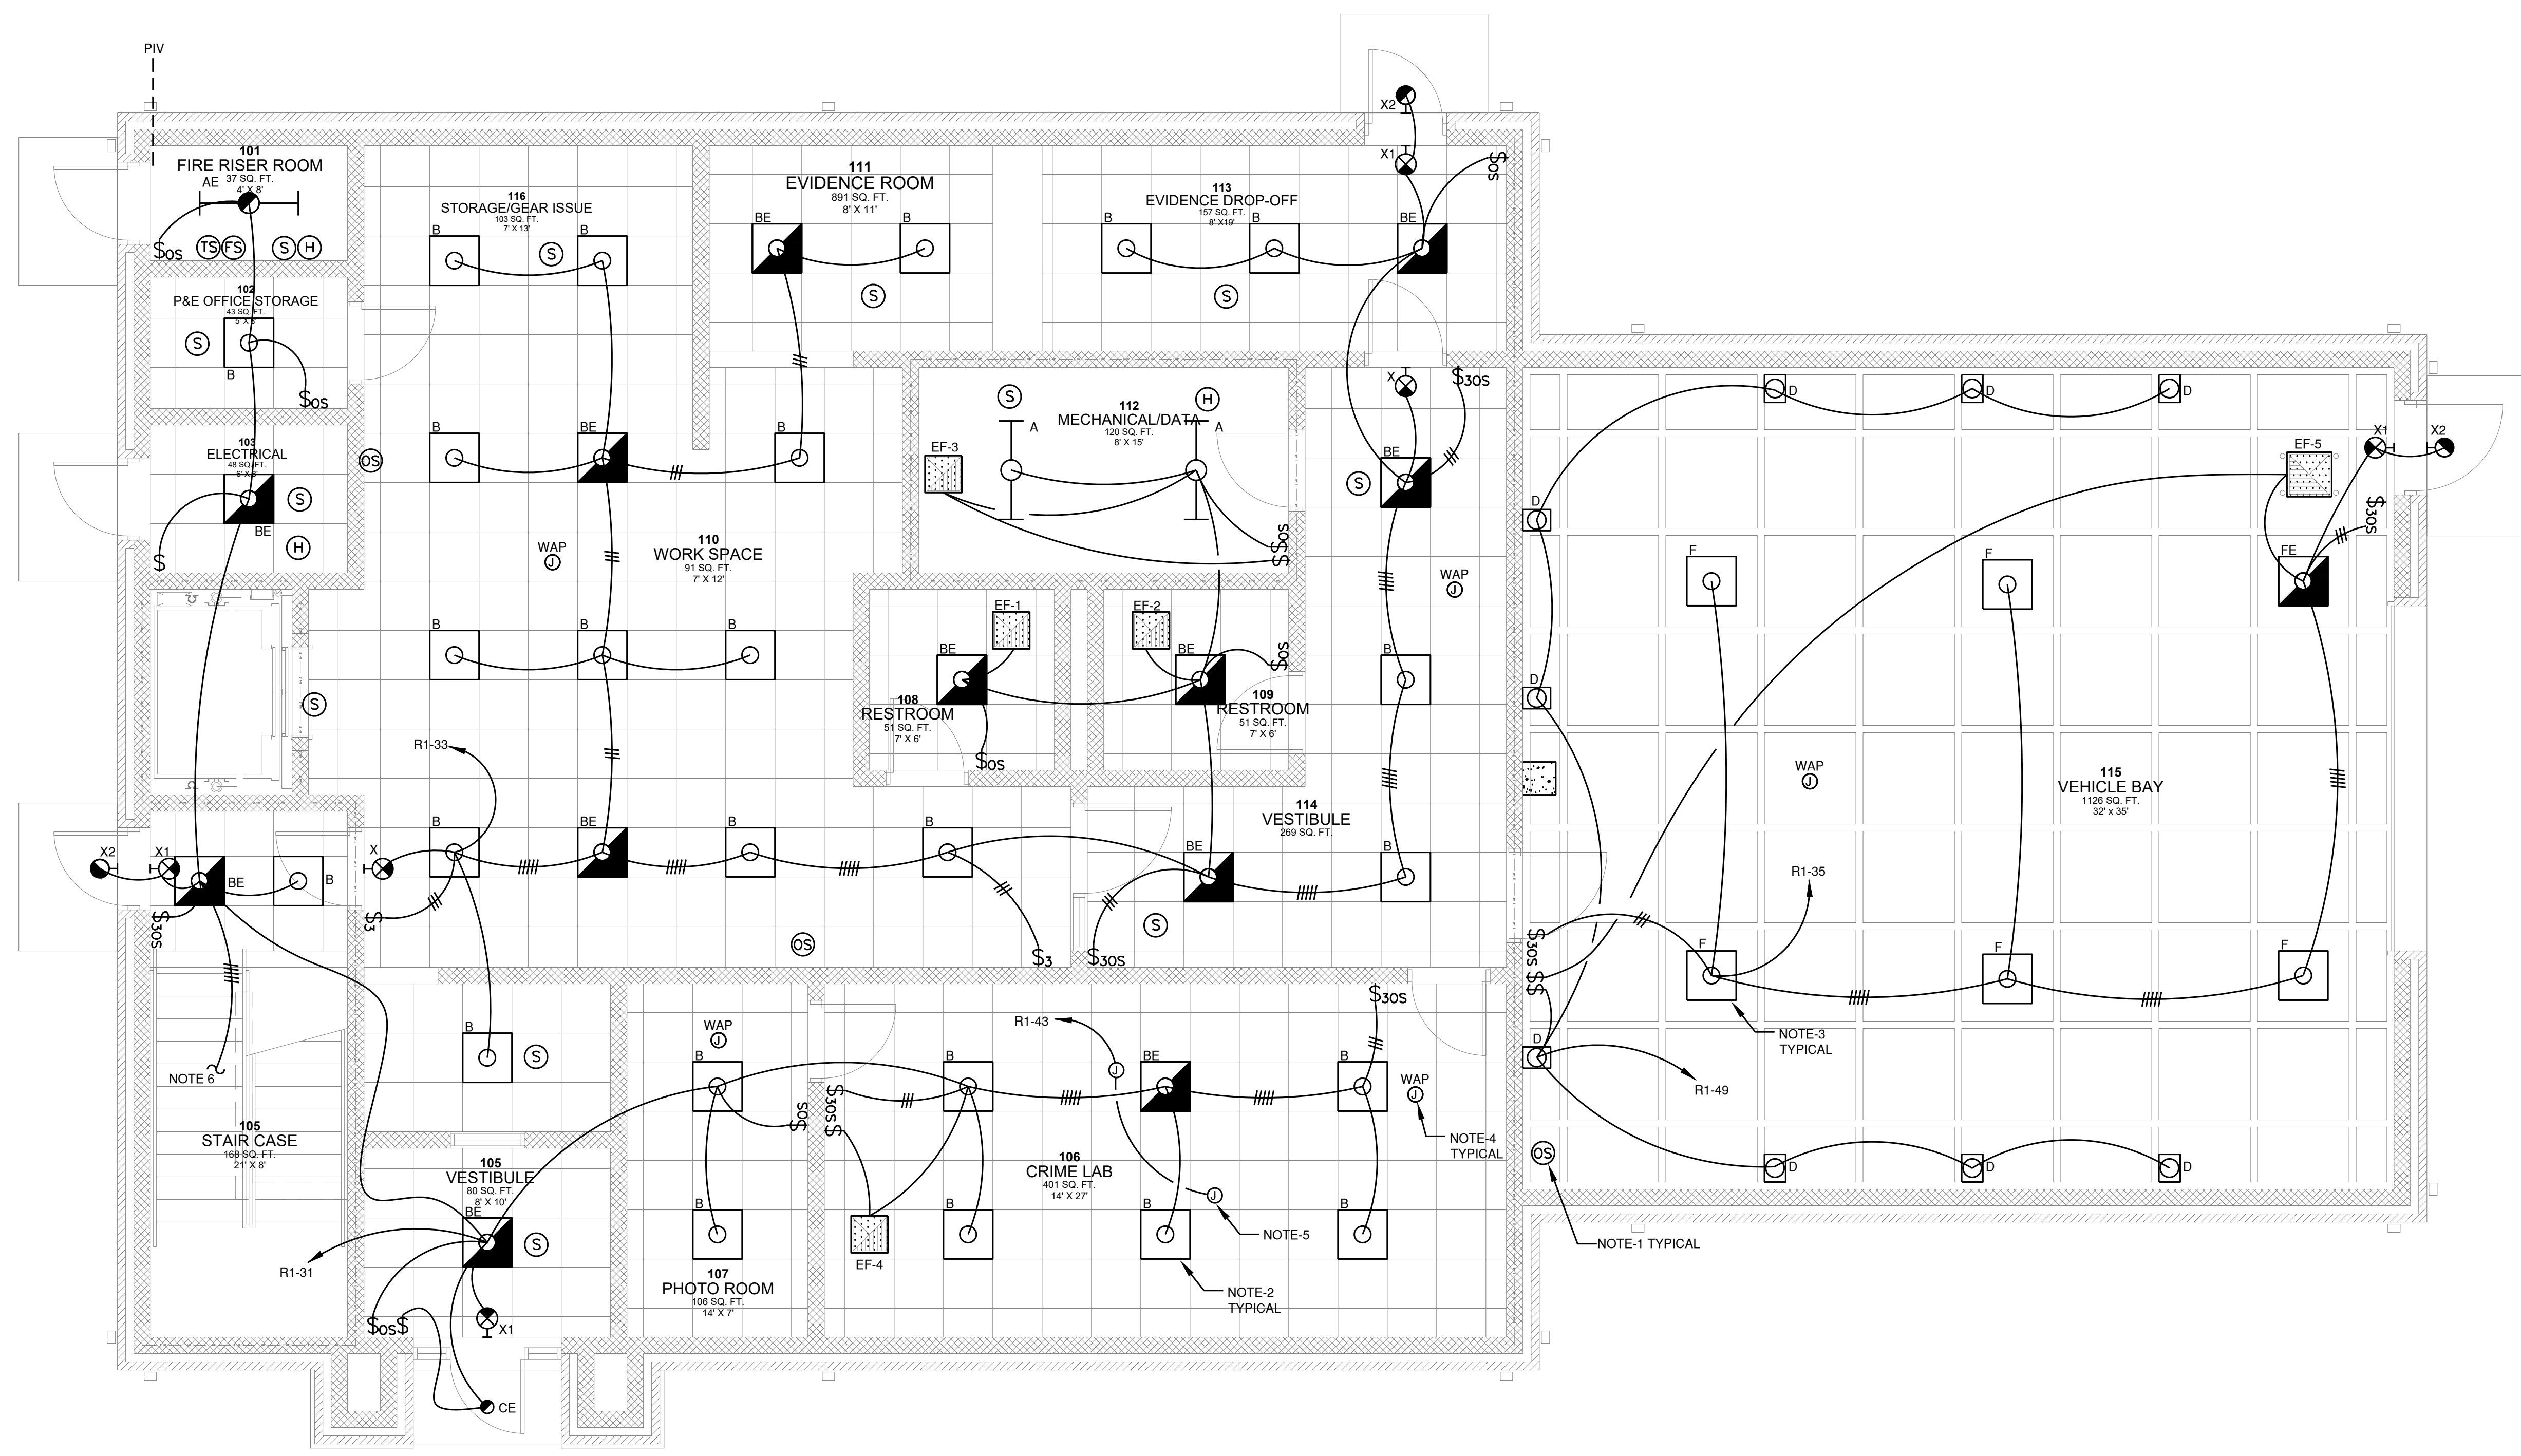 PIV
X2
X1
101
FIRE RISER ROOM
37 SQ. FT.
4' X 8'
AE
$OS
TS
FS
S
H
116
STORAGE/GEAR ISSUE
103 SQ. FT.
7' X 13'
B
B
S
111
EVIDENCE ROOM
891 SQ. FT.
8' X 11'
BE
B
S
113
EVIDENCE DROP-OFF
157 SQ. FT.
8' X19'
B
B
BE
S
$OS
102
P&E OFFICE STORAGE
43 SQ. FT.
5' X 8'
S
B
$OS
103
ELECTRICAL
48 SQ. FT.
6' X 8'
S
BE
H
$
OS
B
BE
B
112
MECHANICAL/DATA
120 SQ. FT.
8' X 15'
S
H
A
A
EF-3
$OS
$
X
$3OS
BE
S
D
D
D
D
EF-5
X1
X2
$3OS
F
F
FE
WAP
J
110
WORK SPACE
91 SQ. FT.
7' X 12'
WAP
J
EF-1
EF-2
B
B
B
BE
BE
$OS
B
108
RESTROOM
51 SQ. FT.
7' X 6'
109
RESTROOM
51 SQ. FT.
7' X 6'
$OS
D
S
R1-33
WAP
J
115
VEHICLE BAY
1126 SQ. FT.
32' x 35'
114
VESTIBULE
269 SQ. FT.
X2
X1
BE
B
X
B
BE
B
B
BE
B
R1-35
$3OS
$3
OS
$3
$3OS
S
$3OS
$
$
F
F
F
NOTE-3
TYPICAL
D
R1-49
NOTE 6
B
S
WAP
J
R1-43
J
$3OS
B
B
BE
B
WAP
J
$OS
$3OS
$
NOTE-4
TYPICAL
105
STAIR CASE
168 SQ. FT.
21' X 8'
105
VESTIBULE
80 SQ. FT.
8' X 10'
BE
S
106
CRIME LAB
401 SQ. FT.
14' X 27'
J
NOTE-5
OS
NOTE-1 TYPICAL
D
D
D
B
B
B
B
EF-4
R1-31
107
PHOTO ROOM
106 SQ. FT.
14' X 7'
NOTE-2
TYPICAL
$OS
$
X1
CE